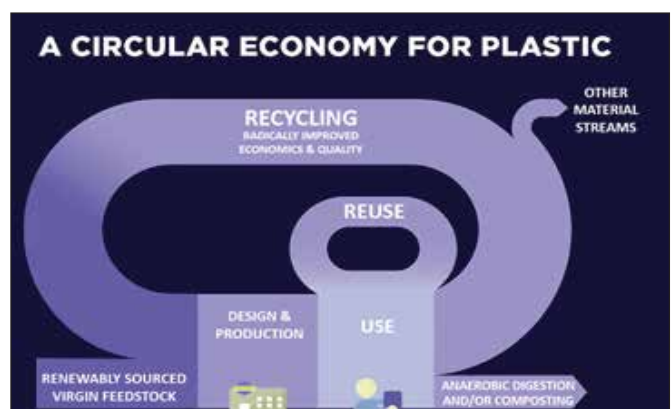 A CIRCULAR ECONOMY FOR PLASTIC
OTHER
MATERIAL
STREAMS
RECYCLING
RADICALLY IMPROVED
ECONOMICS & QUALITY
REUSE
DESIGN &
PRODUCTION
USE
RENEWABLY SOURCED
VIRGIN FEEDSTOCK
ANAEROBIC DIGESTION
AND/OR COMPOSTING